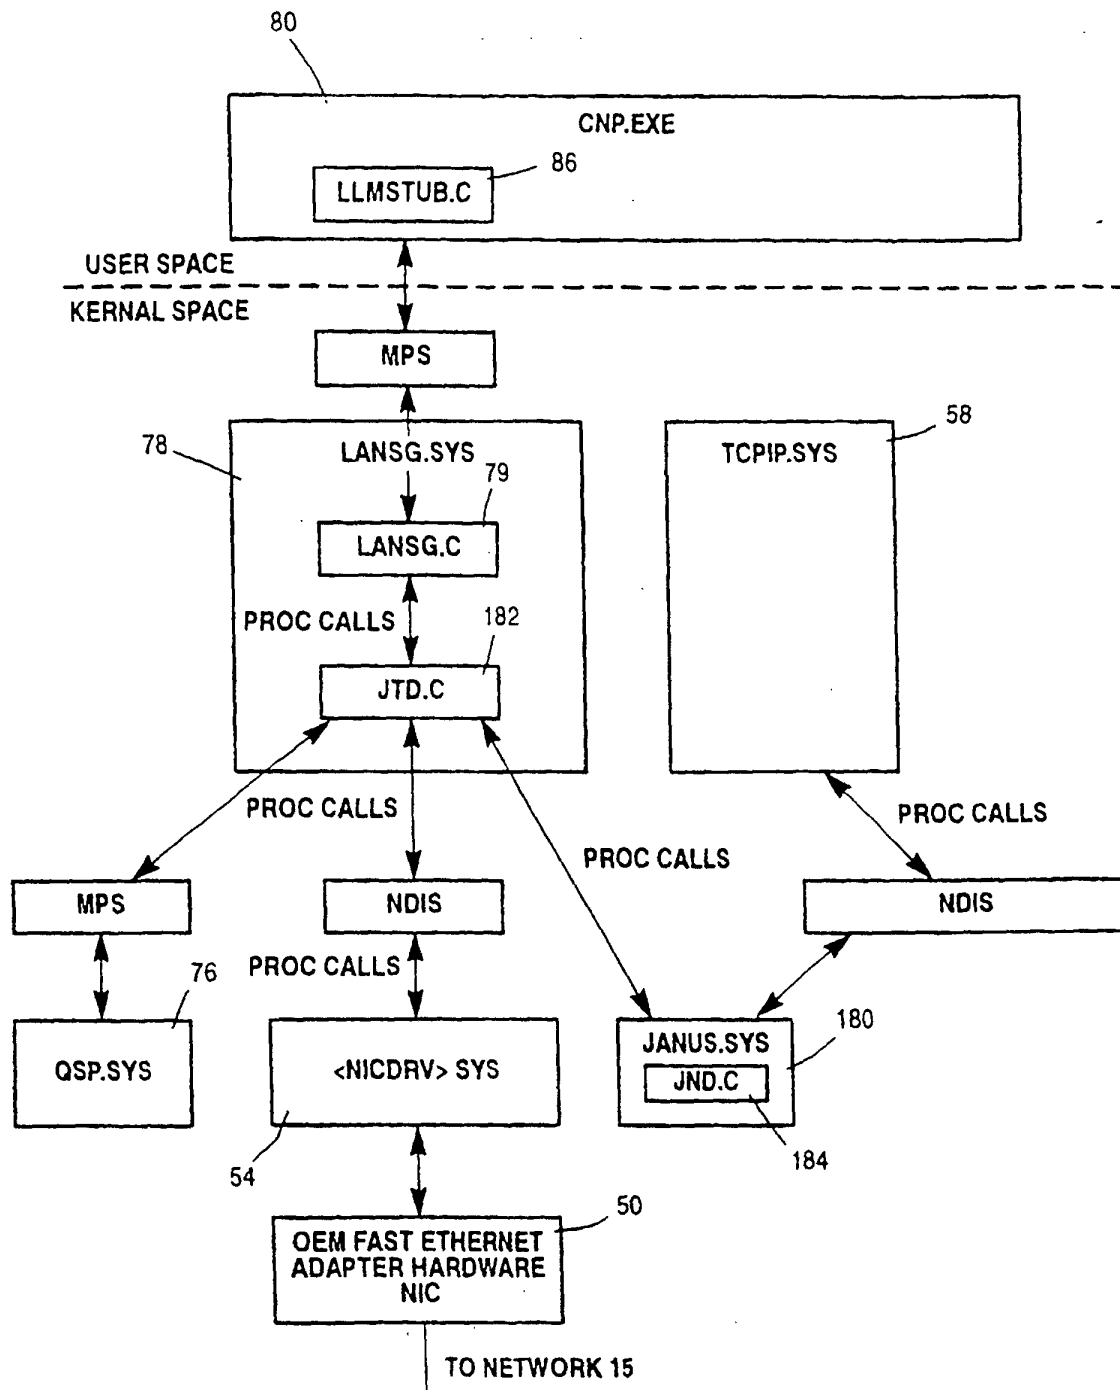 80
CNP.EXE
86
LLMSTUB.C
USER SPACE
KERNAL SPACE
MPS
78
LANSG.SYS
58
TCPIP.SYS
79
LANSG.C
PROC CALLS
182
JTD.C
PROC CALLS
PROC CALLS
PROC CALLS
MPS
NDIS
NDIS
PROC CALLS
76
QSP.SYS
<NICDRV> SYS
JANUS.SYS
180
JND.C
54
184
50
OEM FAST ETHERNET
ADAPTER HARDWARE
NIC
TO NETWORK 15